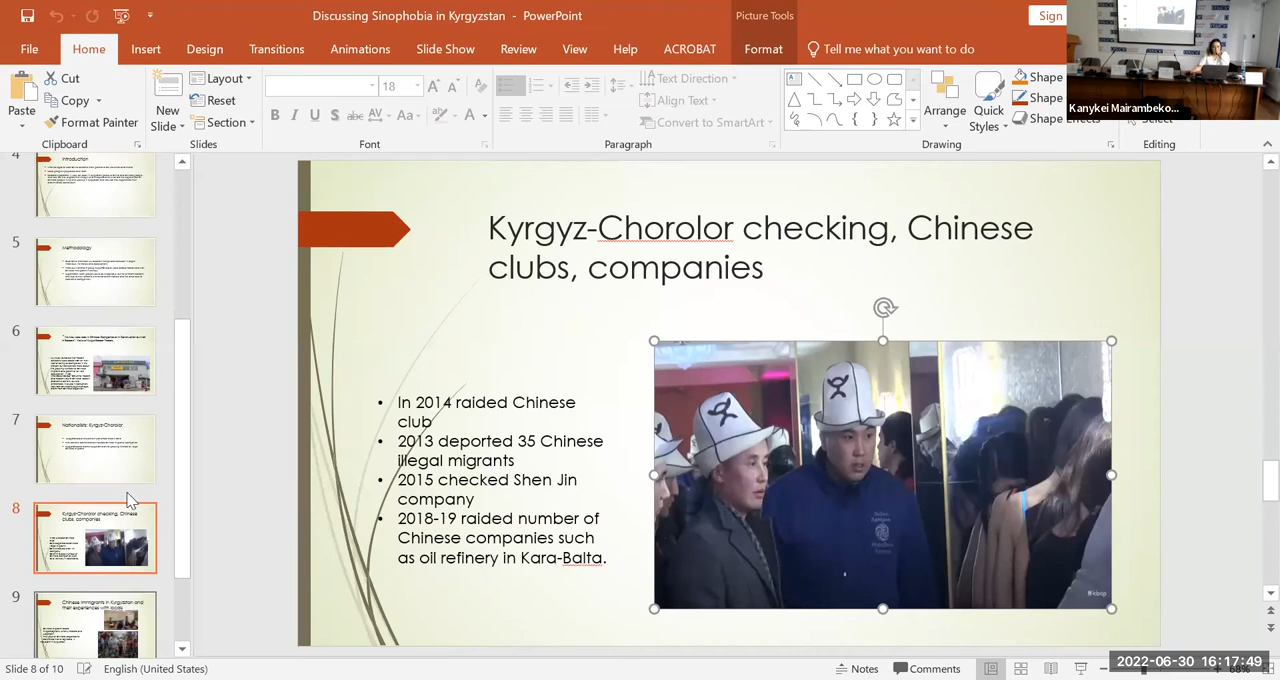 Discussing Sinophobia in Kyrgyzstan - PowerPoint
Picture Tools
Sign
File Home Insert Design Transitions Animations Slide Show Review View Help ACROBAT Format Tell me what you want to do
Cut
Copy
Format Painter
Paste
Clipboard
New Slide
Layout
Reset
Section
Slides
18
Font
Text Direction
Align Text
Convert to SmartArt
Paragraph
Arrange
Quick Styles
Shape
Shape
Shape Effects
Drawing
Select
Editing
Kanykei Mairambeko...
4
Introduction
5
Methodology
6
7
Nationalists: Kyrgyz-Chorolor
8
Kyrgyz-Chorolor checking, Chinese
clubs, companies
9
Chinese immigrants in Kyrgyzstan and
their experiences with locals
Kyrgyz-Chorolor checking, Chinese
clubs, companies
• In 2014 raided Chinese
club
• 2013 deported 35 Chinese
illegal migrants
• 2015 checked Shen Jin
company
• 2018-19 raided number of
Chinese companies such
as oil refinery in Kara-Balta.
Slide 8 of 10
English (United States)
Notes
Comments
68%
2022-06-30 16:17:49